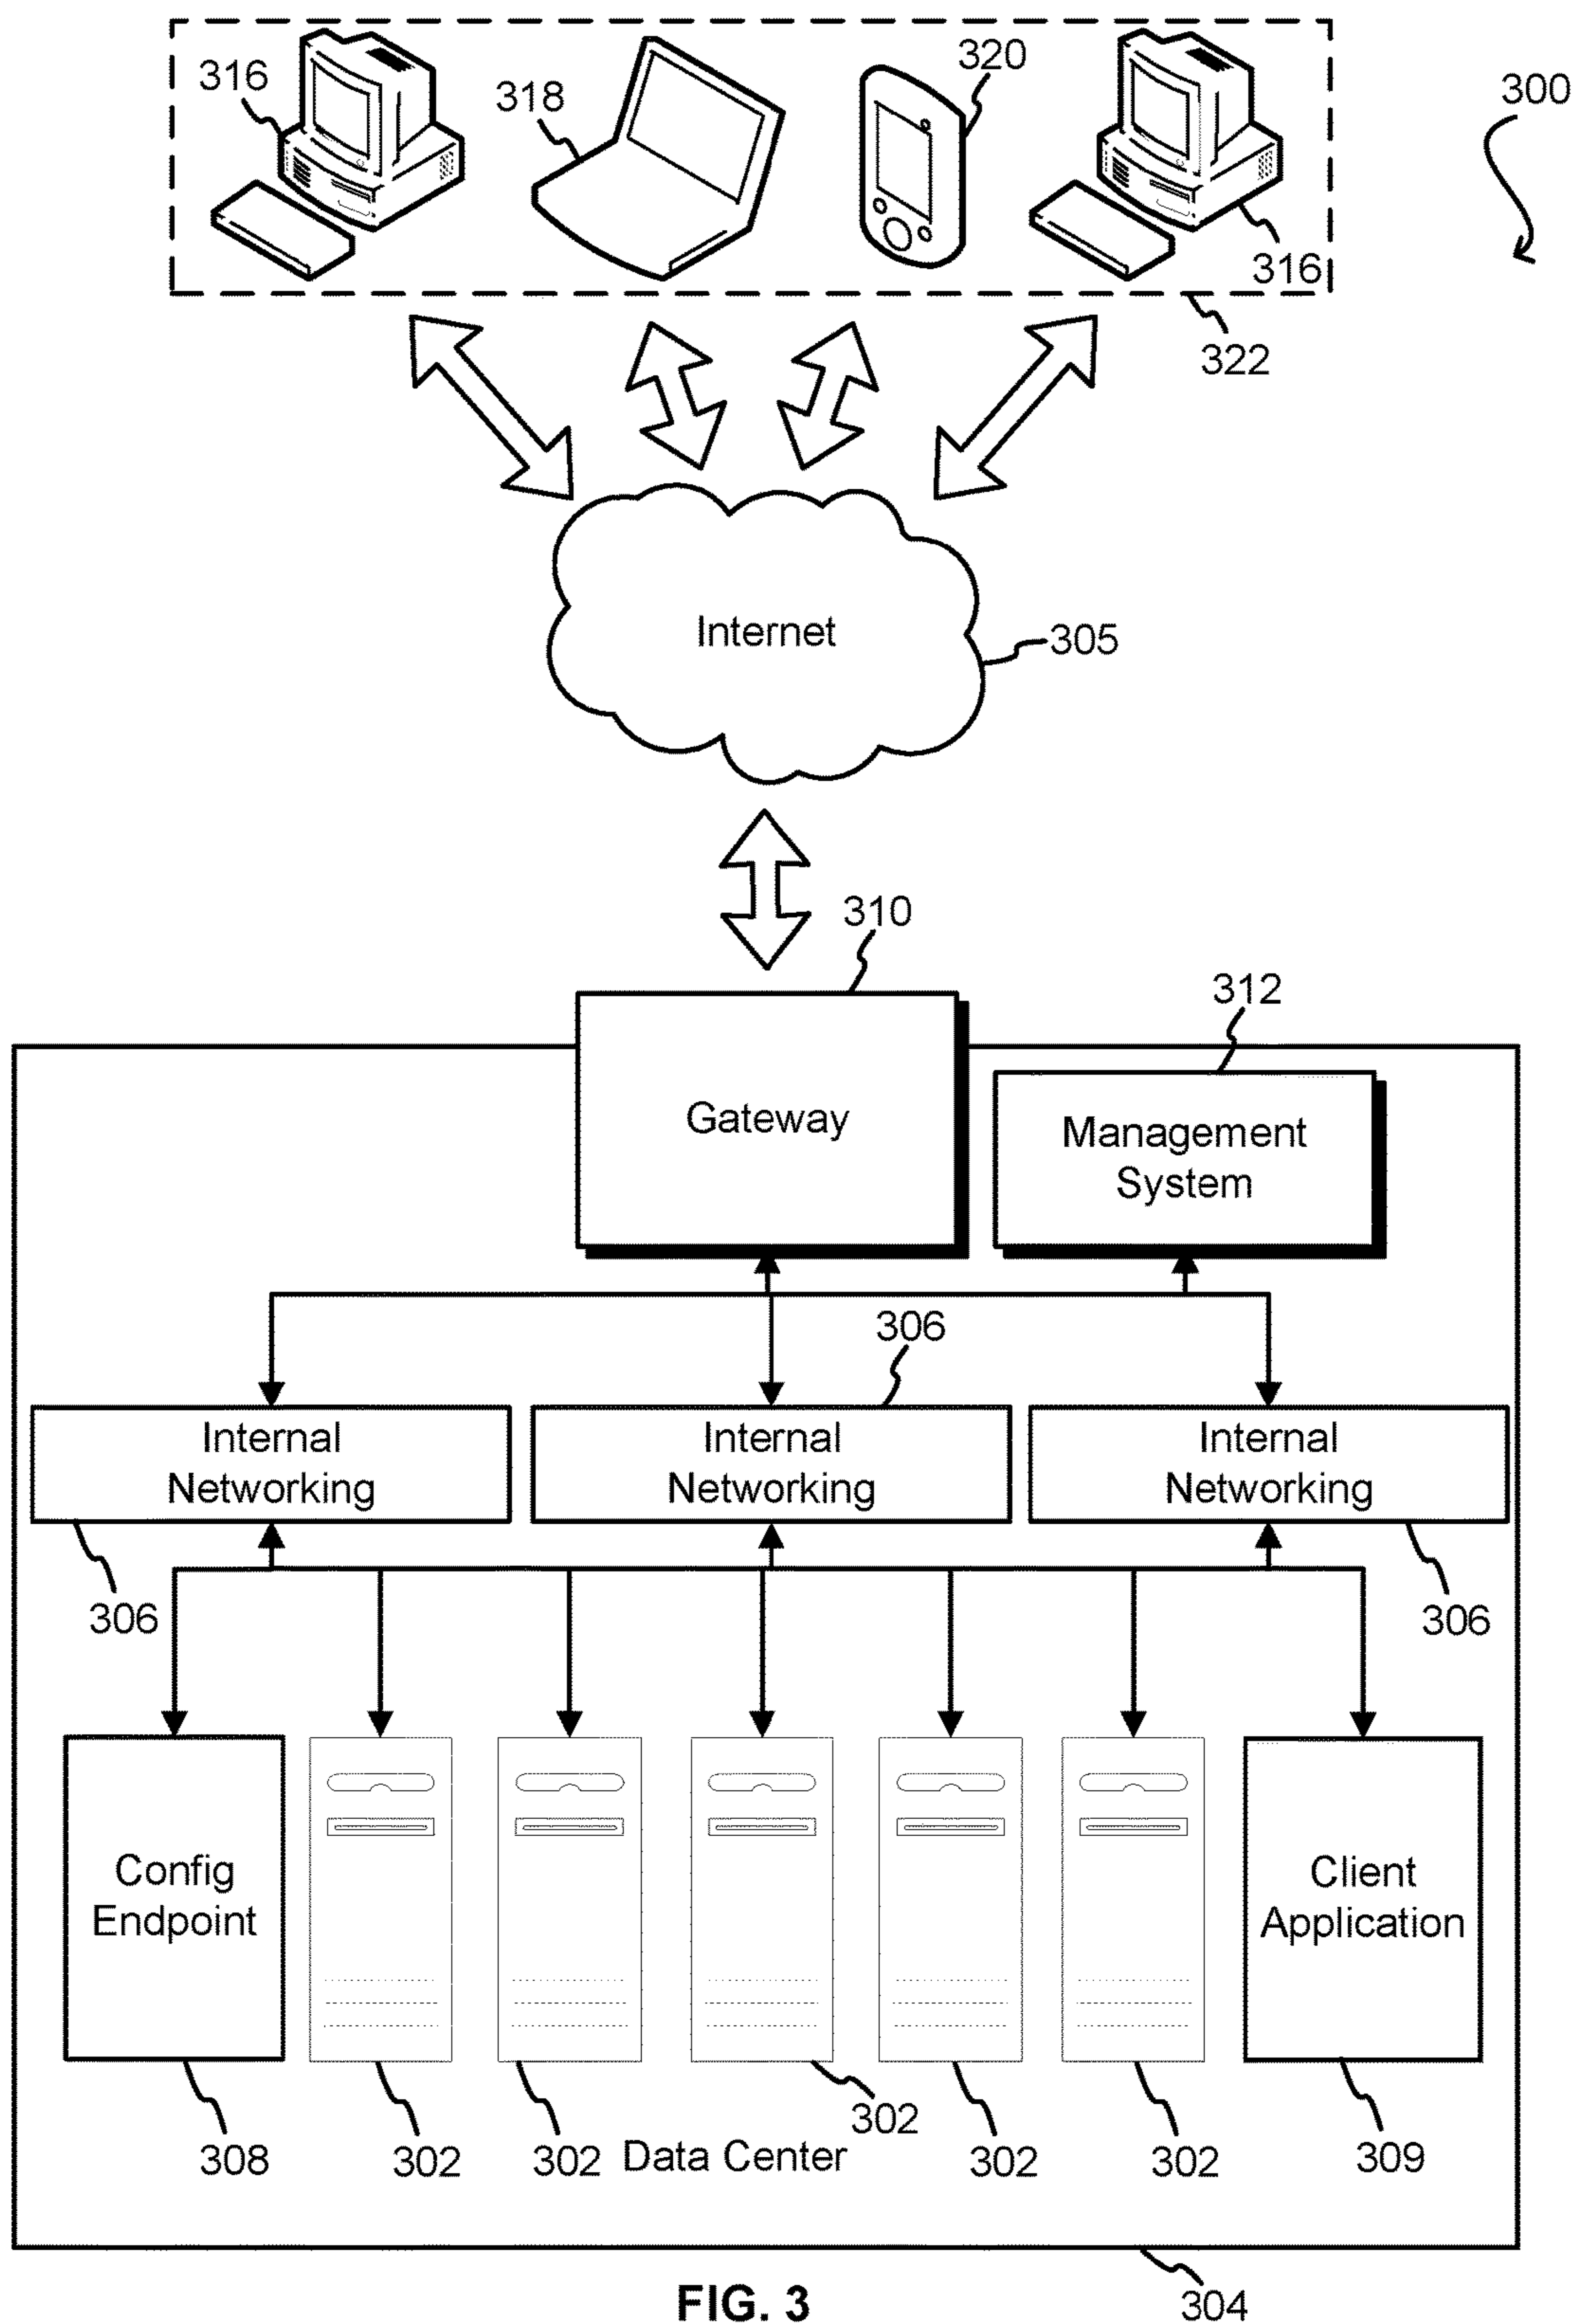 316
318
320
300
316
322
Internet
305
310
312
Gateway
Management
System
306
Internal
Networking
Internal
Networking
Internal
Networking
306
306
Config
Endpoint
Client
Application
302
308
302
302
Data Center
302
302
309
304
FIG. 3